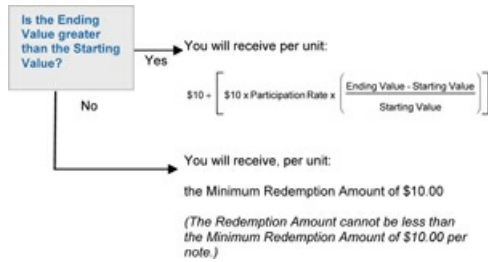 Is the Ending
Value greater
than the Starting
Value?
Yes
You will receive per unit:
$10 + [ $10 x Participation Rate x ( Ending Value - Starting Value
Starting Value ) ]
No
You will receive, per unit:
the Minimum Redemption Amount of $10.00
(The Redemption Amount cannot be less than
the Minimum Redemption Amount of $10.00 per
note.)